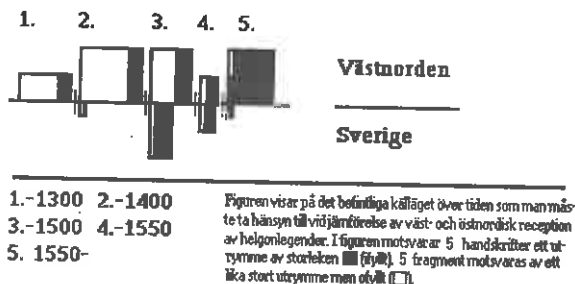 1. 2. 3. 4. 5.
Västnorden
Sverige
1.-1300 2.-1400
3.-1500 4.-1550
5. 1550-
Figuren visar på det befintliga källäget över tiden som man mås-
te ta hänsyn till vid jämförelse av väst- och östnordisk reception
av helgonlegender. I figuren motsvarar 5 handskrifter ett ut-
rymme av storleken (ifyllt). 5 fragment motsvaras av ett
lika stort utrymme men ofyllt ( ).